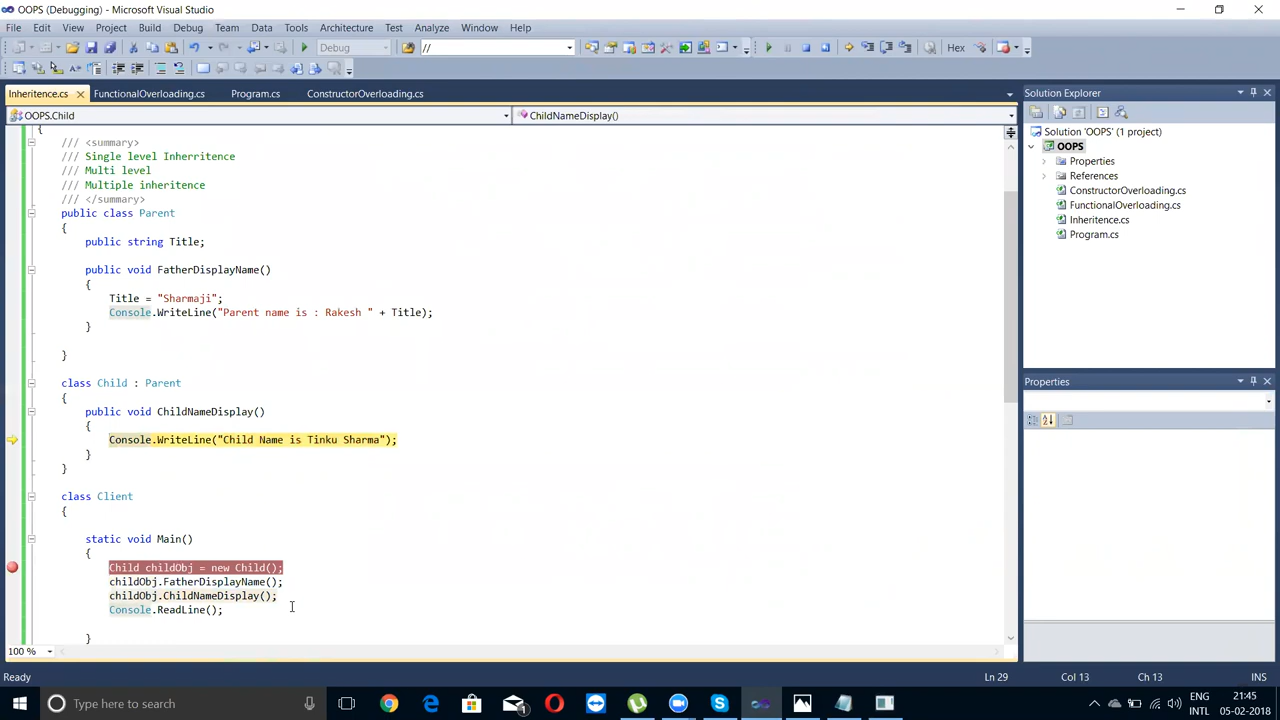 OOPS (Debugging) - Microsoft Visual Studio
File Edit View Project Build Debug Team Data Tools Architecture Test Analyze Window Help
Debug // Hex
Inheritence.cs FunctionalOverloading.cs Program.cs ConstructorOverloading.cs
OOPS.Child ChildNameDisplay()
{
/// <summary>
/// Single level Inherritence
/// Multi level
/// Multiple inheritence
/// </summary>
public class Parent
{
public string Title;
public void FatherDisplayName()
{
Title = "Sharmaji";
Console.WriteLine("Parent name is : Rakesh " + Title);
}
}
class Child : Parent
{
public void ChildNameDisplay()
{
Console.WriteLine("Child Name is Tinku Sharma");
}
}
class Client
{
static void Main()
{
Child childObj = new Child();
childObj.FatherDisplayName();
childObj.ChildNameDisplay();
Console.ReadLine();
}
100 %
Solution Explorer
Solution 'OOPS' (1 project)
OOPS
Properties
References
ConstructorOverloading.cs
FunctionalOverloading.cs
Inheritence.cs
Program.cs
Properties
Ready Ln 29 Col 13 Ch 13 INS
Type here to search
1
ENG
INTL
21:45
05-02-2018